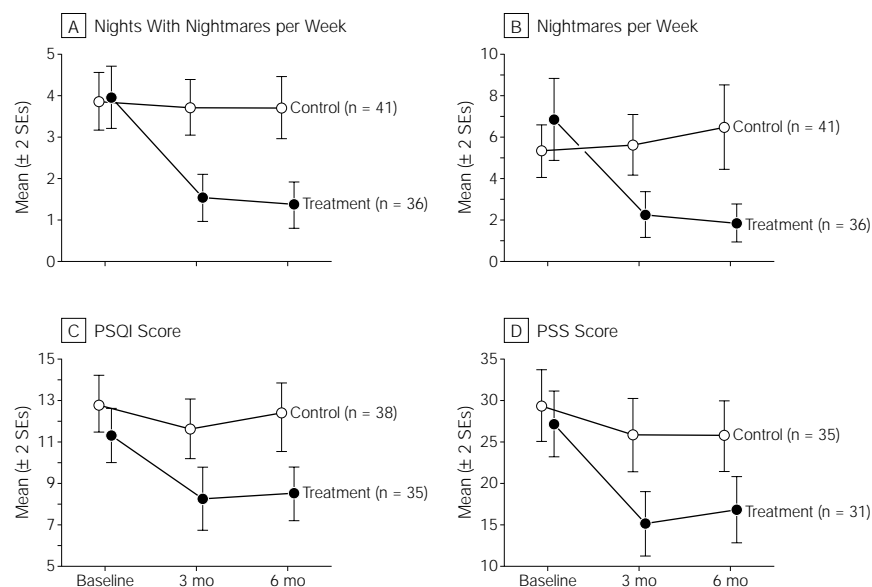 A Nights With Nightmares per Week
5
4
3
2
1
0
Mean (± 2 SEs)
Control (n = 41)
Treatment (n = 36)
B Nightmares per Week
10
8
6
4
2
0
Mean (± 2 SEs)
Control (n = 41)
Treatment (n = 36)
C PSQI Score
15
13
11
9
7
5
Mean (± 2 SEs)
Control (n = 38)
Treatment (n = 35)
Baseline 3 mo 6 mo
D PSS Score
35
30
25
20
15
10
Mean (± 2 SEs)
Control (n = 35)
Treatment (n = 31)
Baseline 3 mo 6 mo